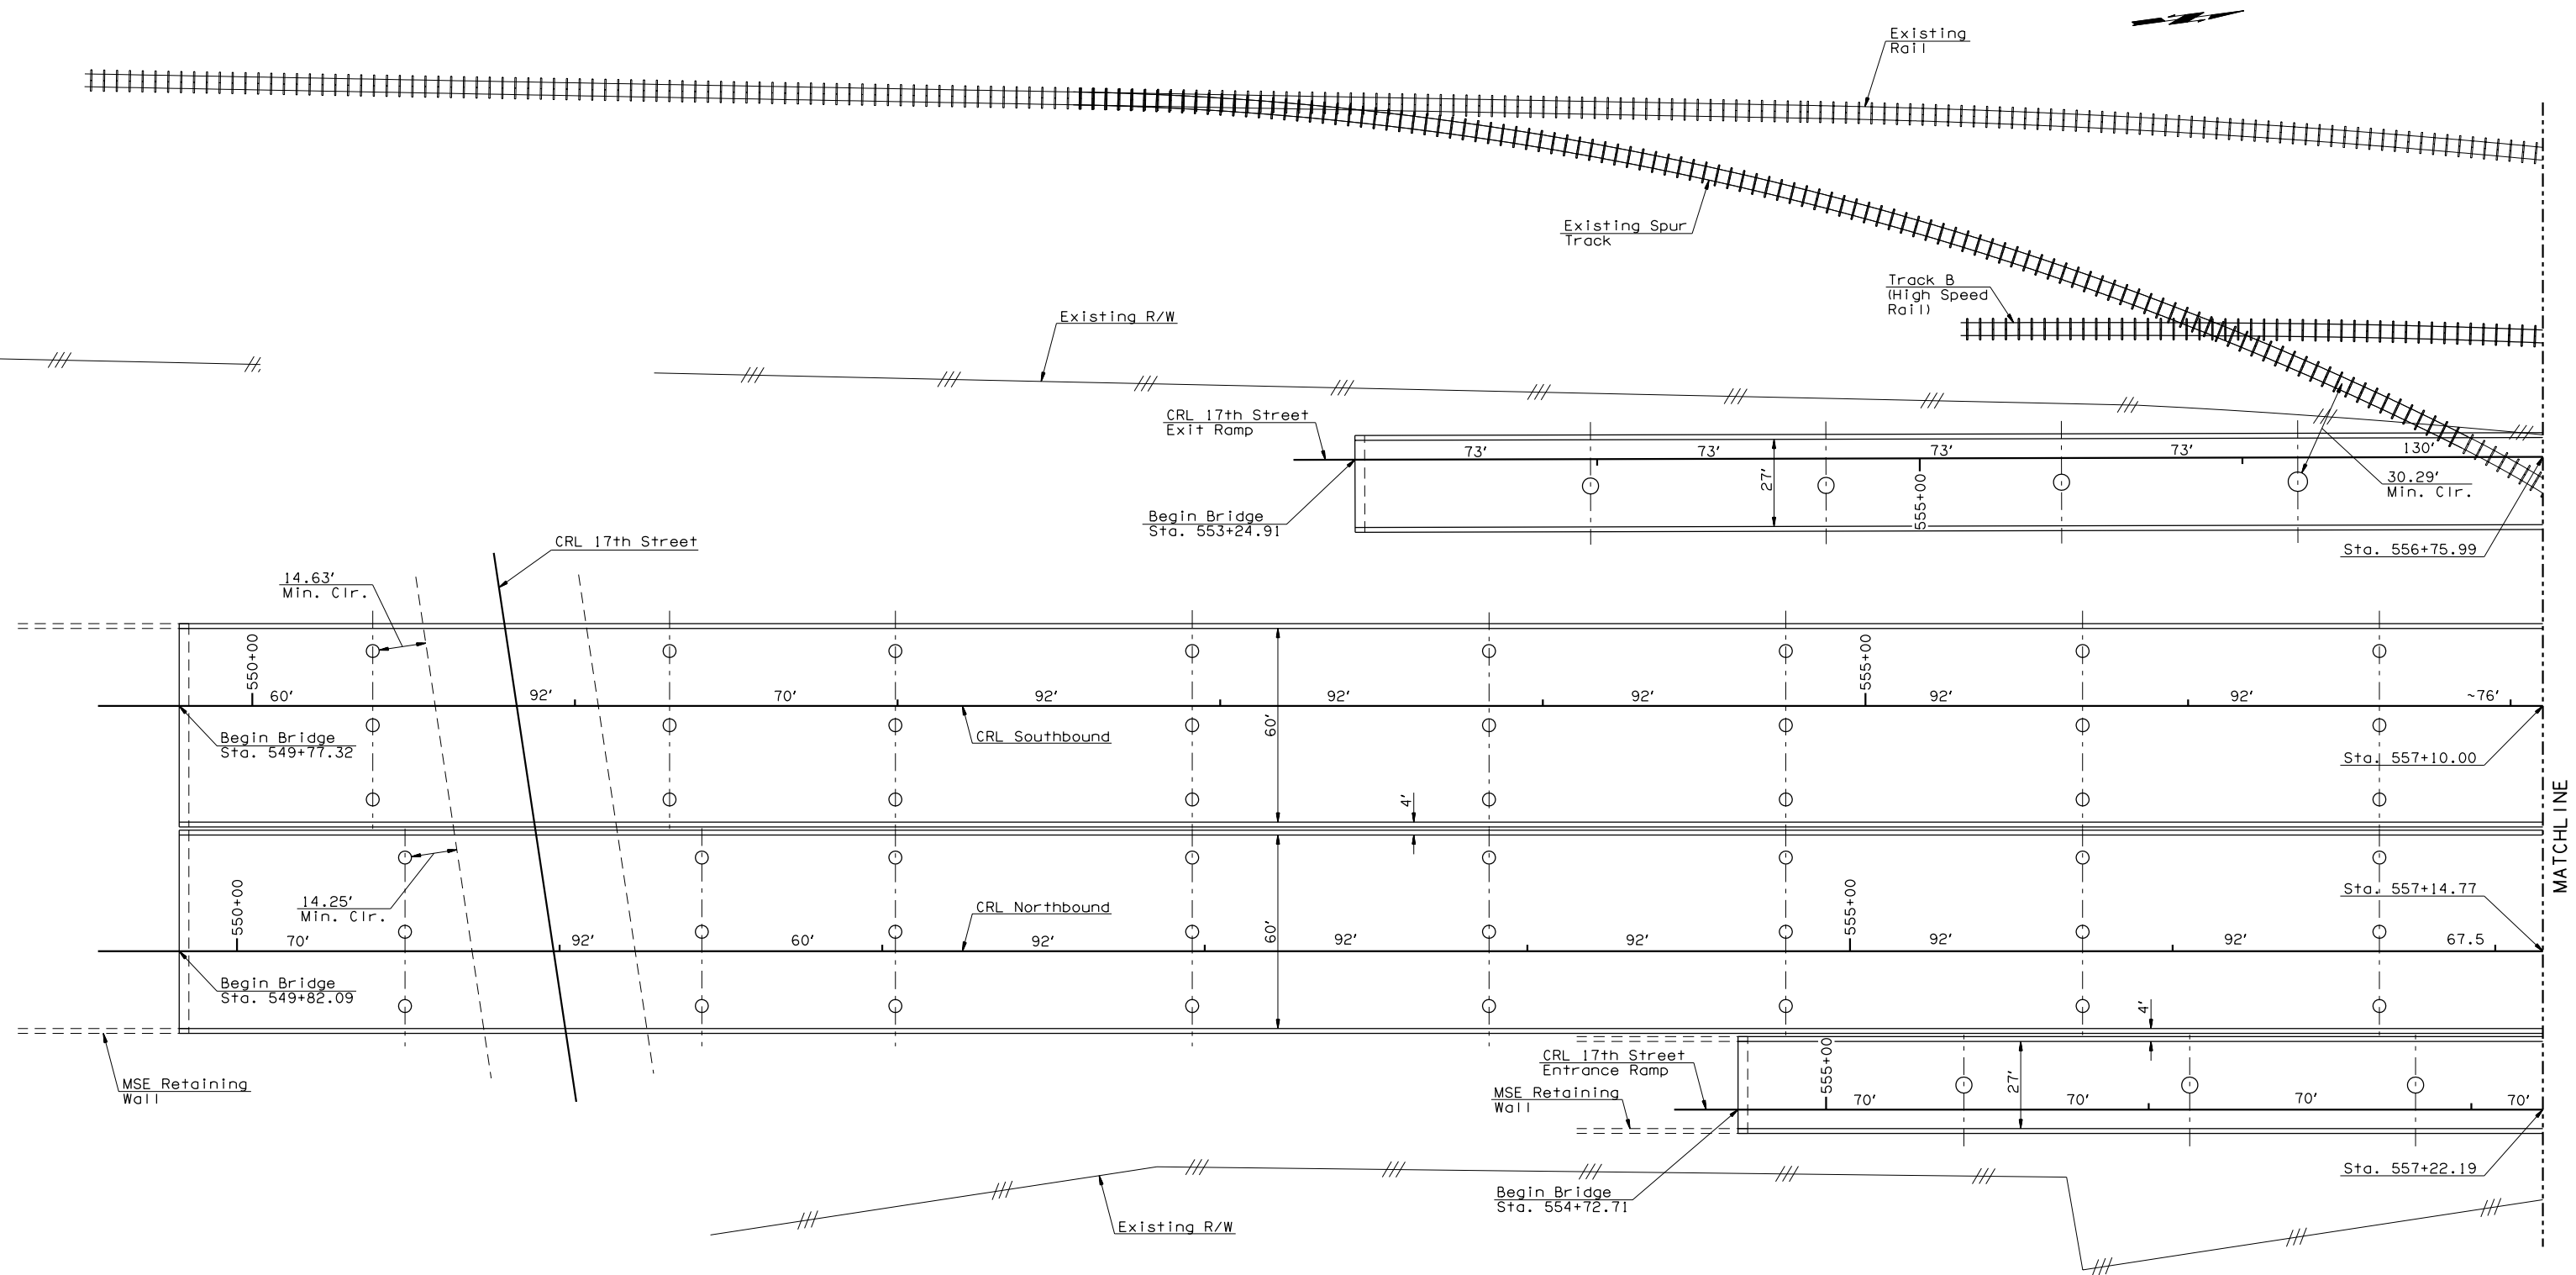 Existing
Rail
Existing Spur
Track
Track B
(High Speed
Rail)
Existing R/W
CRL 17th Street
Exit Ramp
73'
73'
73'
73'
130'
27'
555+00
30.29'
Min. Clr.
Begin Bridge
Sta. 553+24.91
Sta. 556+75.99
CRL 17th Street
14.63'
Min. Clr.
550+00
555+00
60'
92'
70'
92'
92'
92'
92'
92'
~76'
60'
Begin Bridge
Sta. 549+77.32
CRL Southbound
Sta. 557+10.00
4'
MATCHLINE
14.25'
Min. Clr.
550+00
555+00
CRL Northbound
Sta. 557+14.77
70'
92'
60'
92'
92'
92'
92'
92'
67.5
60'
Begin Bridge
Sta. 549+82.09
4'
MSE Retaining
Wall
CRL 17th Street
Entrance Ramp
MSE Retaining
Wall
555+00
27'
70'
70'
70'
70'
Sta. 557+22.19
Begin Bridge
Sta. 554+72.71
Existing R/W